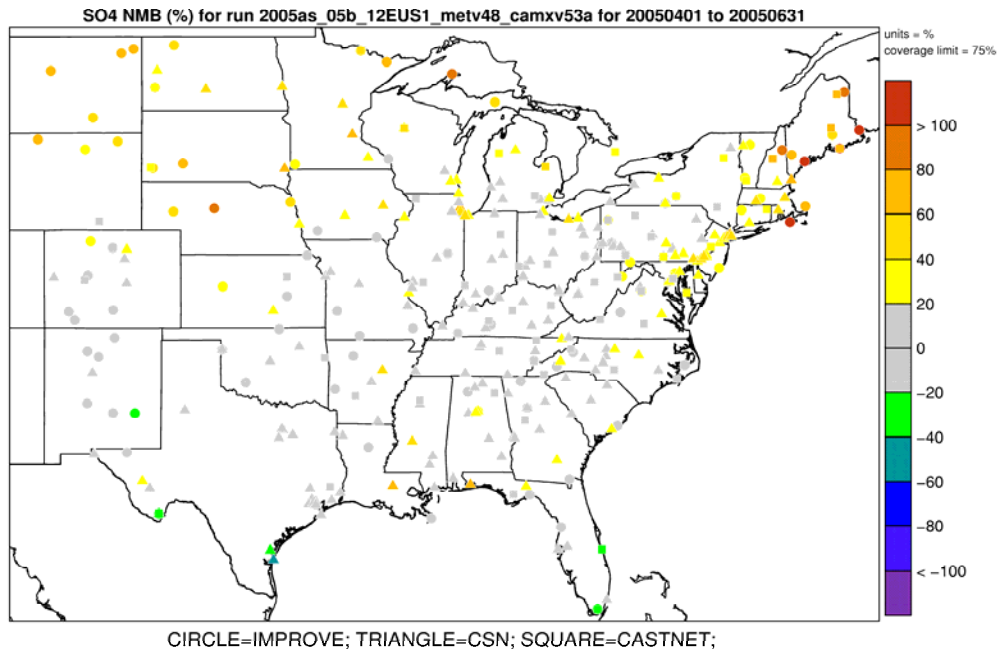 SO4 NMB (%) for run 2005as_05b_12EUS1_metv48_camxv53a for 20050401 to 20050631
units = %
coverage limit = 75%
> 100
80
60
40
20
0
−20
−40
−60
−80
< −100
CIRCLE=IMPROVE; TRIANGLE=CSN; SQUARE=CASTNET;